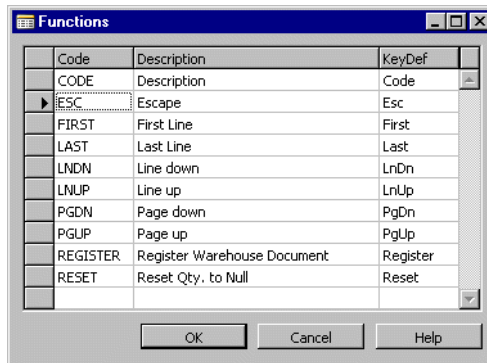 Functions
Code Description KeyDef
CODE Description Code
ESC Escape Esc
FIRST First Line First
LAST Last Line Last
LNDN Line down LnDn
LNUP Line up LnUp
PGDN Page down PgDn
PGUP Page up PgUp
REGISTER Register Warehouse Document Register
RESET Reset Qty. to Null Reset
OK Cancel Help